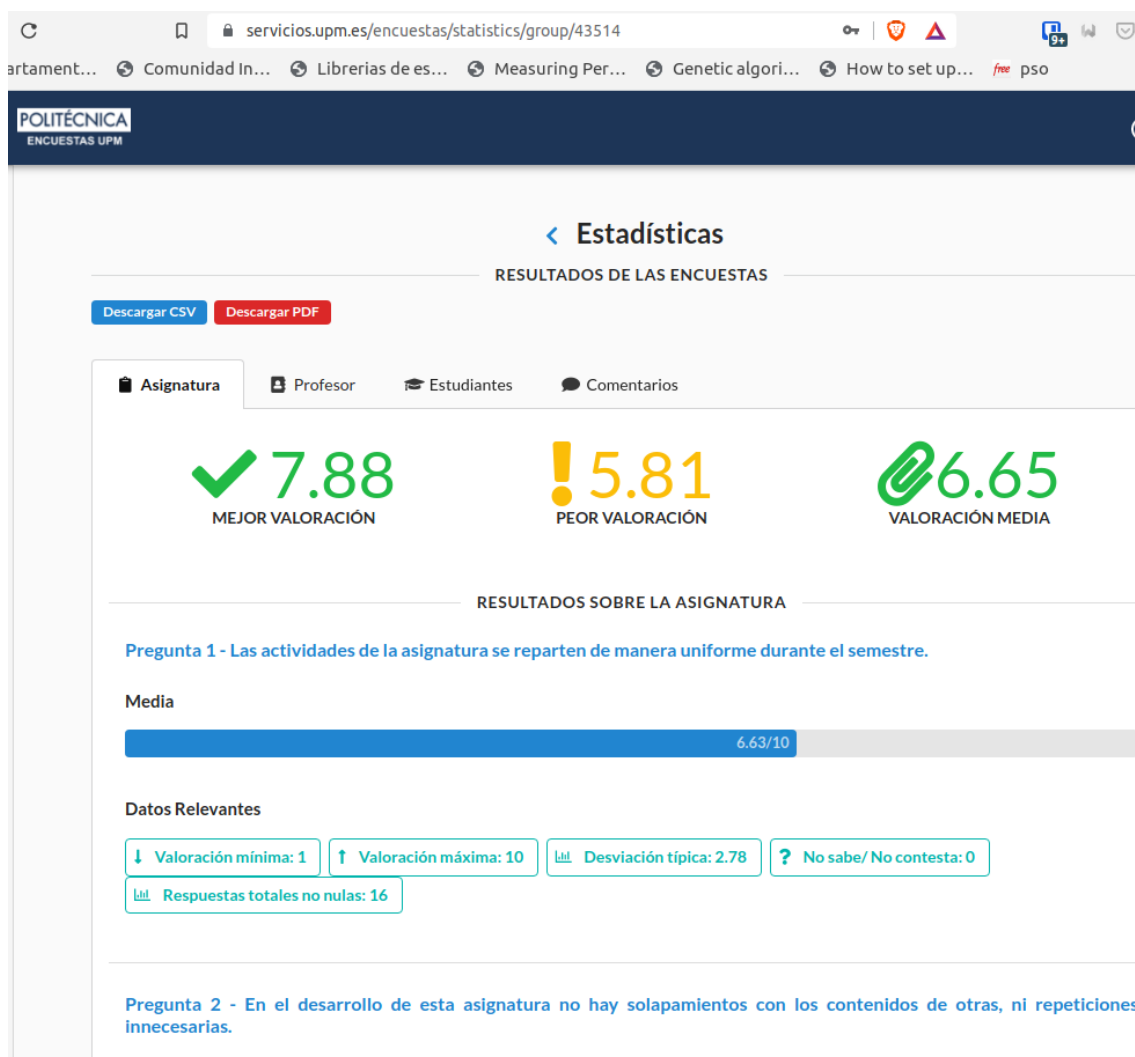 servicios.upm.es/encuestas/statistics/group/43514
9+
artament... Comunidad In... Librerias de es... Measuring Per... Genetic algori... How to set up... free pso
POLITÉCNICA
ENCUESTAS UPM
Estadísticas
RESULTADOS DE LAS ENCUESTAS
Descargar CSV Descargar PDF
Asignatura Profesor Estudiantes Comentarios
7.88 5.81 6.65
MEJOR VALORACIÓN PEOR VALORACIÓN VALORACIÓN MEDIA
RESULTADOS SOBRE LA ASIGNATURA
Pregunta 1 - Las actividades de la asignatura se reparten de manera uniforme durante el semestre.
Media
6.63/10
Datos Relevantes
Valoración mínima: 1 Valoración máxima: 10 Desviación típica: 2.78 ? No sabe/ No contesta: 0
Respuestas totales no nulas: 16
Pregunta 2 - En el desarrollo de esta asignatura no hay solapamientos con los contenidos de otras, ni repeticiones
innecesarias.